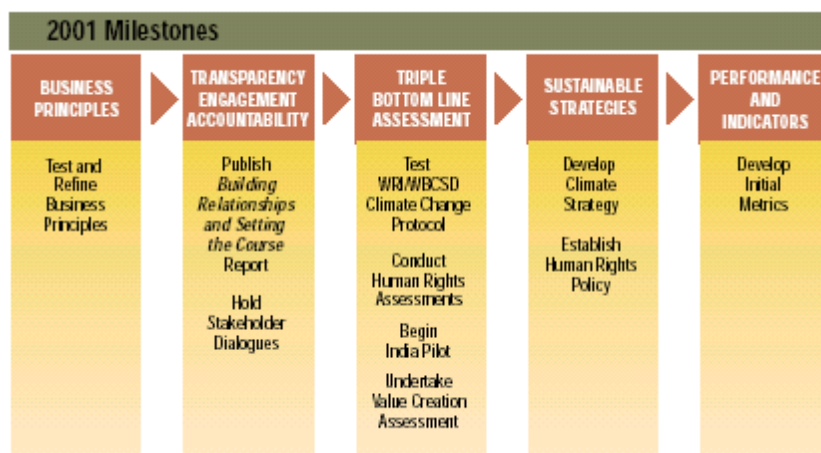 2001 Milestones
BUSINESS
PRINCIPLES
TRANSPARENCY
ENGAGEMENT
ACCOUNTABILITY
TRIPLE
BOTTOM LINE
ASSESSMENT
SUSTAINABLE
STRATEGIES
PERFORMANCE
AND
INDICATORS
Test and
Refine
Business
Principles
Publish
Building
Relationships
and Setting
the Course
Report
Hold
Stakeholder
Dialogues
Test
WRI/WBCSD
Climate Change
Protocol
Conduct
Human Rights
Assessments
Begin
India Pilot
Undertake
Value Creation
Assessment
Develop
Climate
Strategy
Establish
Human Rights
Policy
Develop
Initial
Metrics